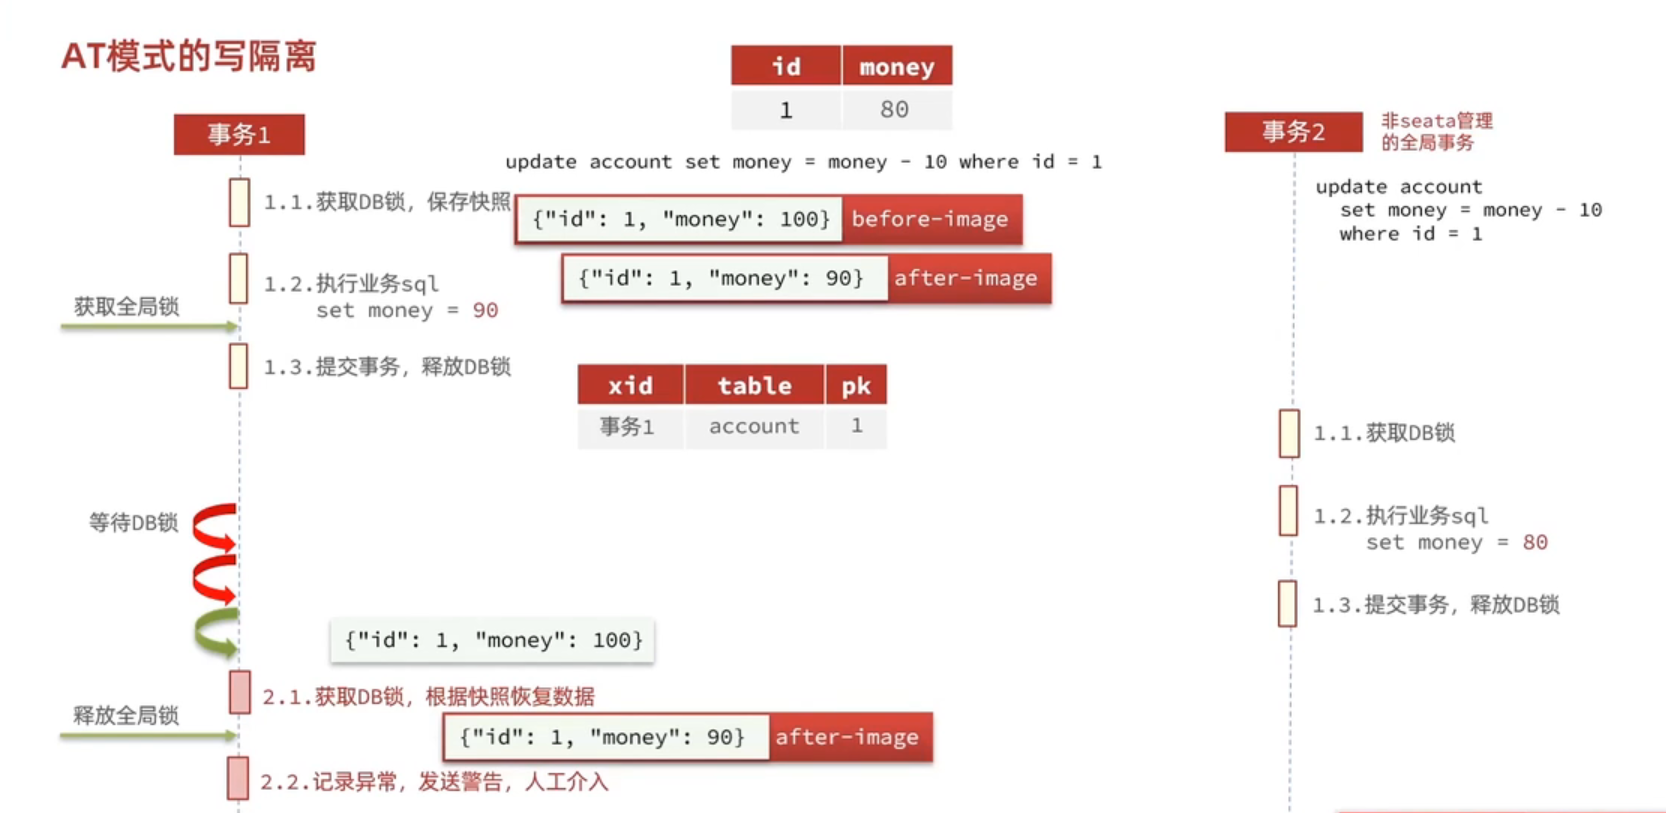 AT模式的写隔离
id money
1 80
update account set money = money - 10 where id = 1
事务1
1.1.获取DB锁，保存快照
{"id": 1, "money": 100} before-image
{"id": 1, "money": 90} after-image
1.2.执行业务sql
set money = 90
获取全局锁
1.3.提交事务，释放DB锁
xid table pk
事务1 account 1
等待DB锁
{"id": 1, "money": 100}
2.1.获取DB锁，根据快照恢复数据
释放全局锁
{"id": 1, "money": 90} after-image
2.2.记录异常，发送警告，人工介入
事务2
非seata管理
的全局事务
update account
set money = money - 10
where id = 1
1.1.获取DB锁
1.2.执行业务sql
set money = 80
1.3.提交事务，释放DB锁